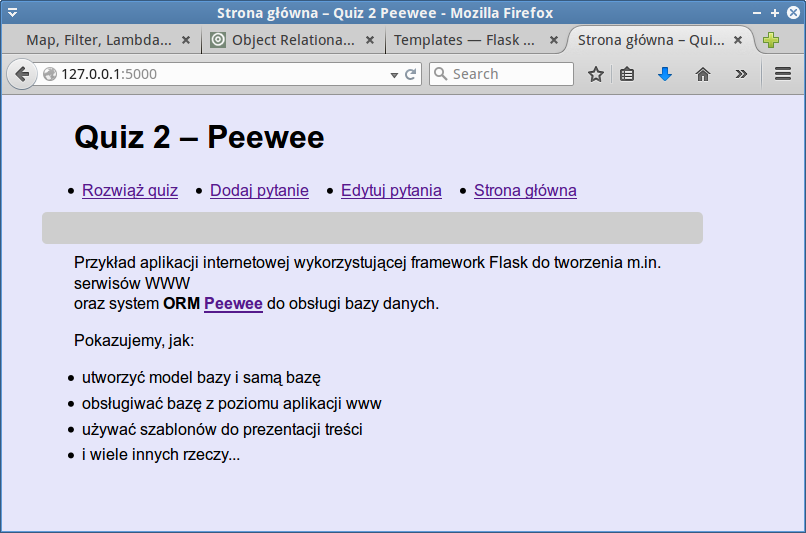 Strona główna – Quiz 2 Peewee - Mozilla Firefox
Map, Filter, Lambda...
Object Relationa...
Templates — Flask ...
Strona główna – Qui...
127.0.0.1:5000
Search
Quiz 2 – Peewee
Rozwiąż quiz
Dodaj pytanie
Edytuj pytania
Strona główna
Przykład aplikacji internetowej wykorzystującej framework Flask do tworzenia m.in.
serwisów WWW
oraz system ORM Peewee do obsługi bazy danych.
Pokazujemy, jak:
utworzyć model bazy i samą bazę
obsługiwać bazę z poziomu aplikacji www
używać szablonów do prezentacji treści
i wiele innych rzeczy...